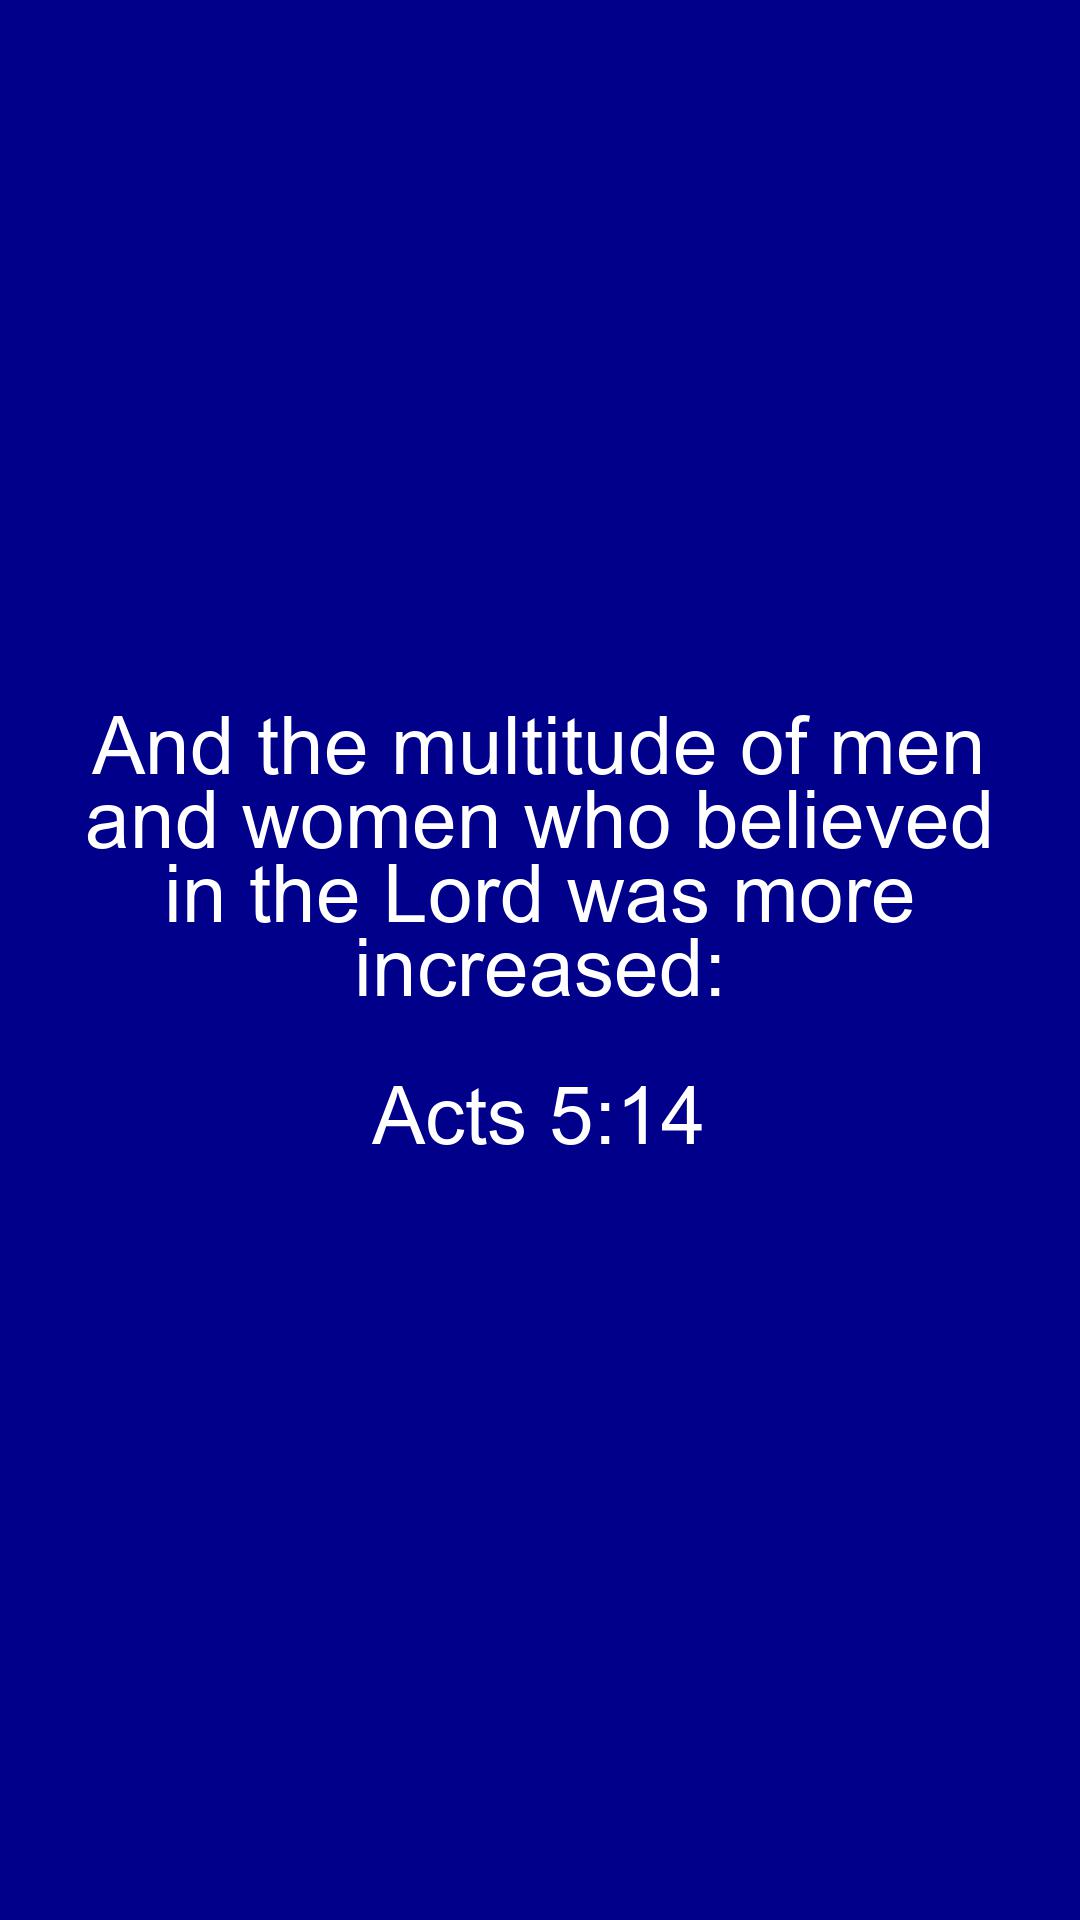 And the multitude of men
and women who believed
in the Lord was more
increased:
Acts 5:14